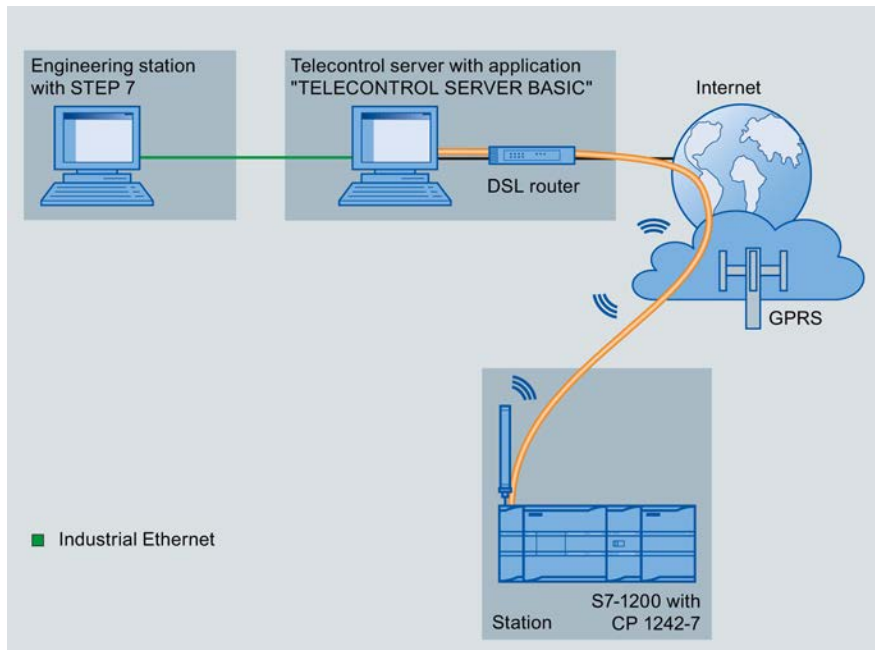 Engineering station
with STEP 7
Telecontrol server with application
"TELECONTROL SERVER BASIC"
Internet
DSL router
GPRS
Industrial Ethernet
Station
S7-1200 with
CP 1242-7